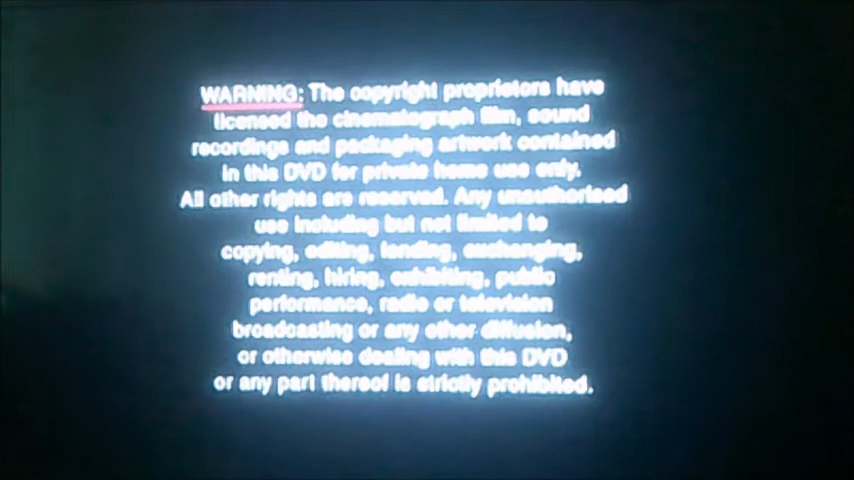 WARNING: The copyright proprietors have
licensed the cinematograph film, sound
recordings and packaging artwork contained
in this DVD for private home use only.
All other rights are reserved. Any unauthorised
use including but not limited to
copying, editing, lending, exchanging,
renting, hiring, exhibiting, public
performance, radio or television
broadcasting or any other diffusion,
or otherwise dealing with this DVD
or any part thereof is strictly prohibited.